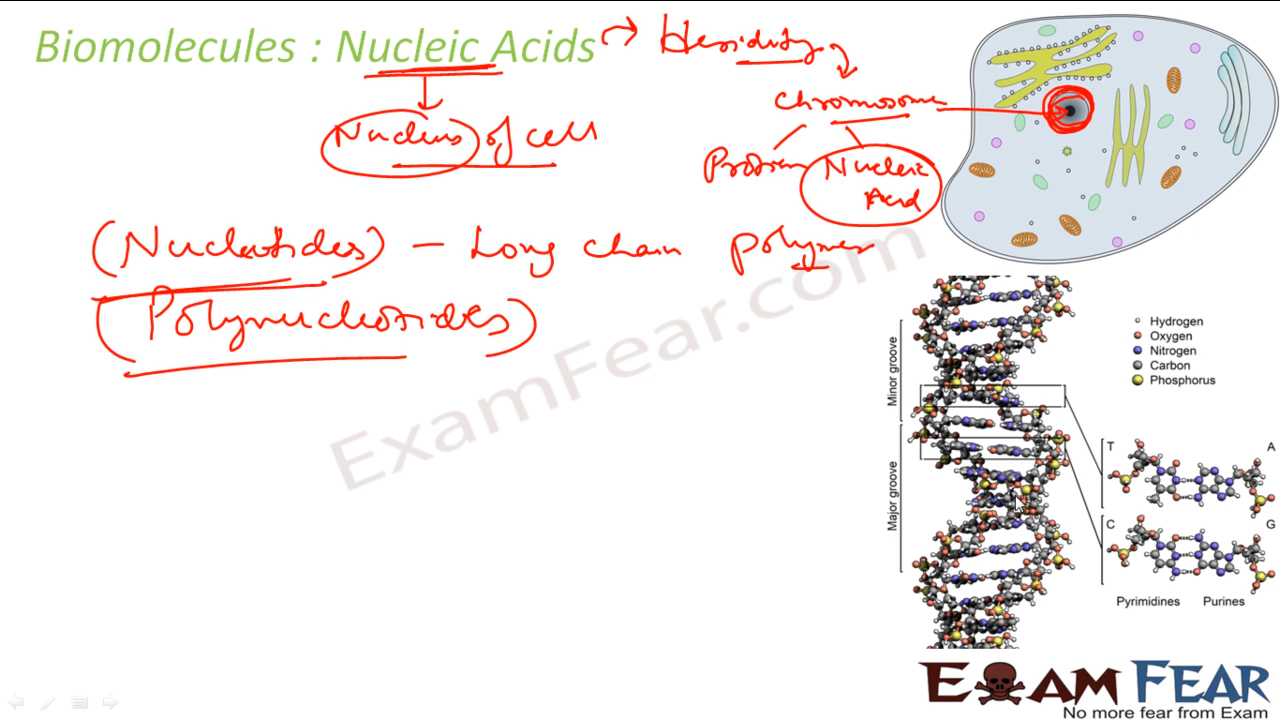 Biomolecules : Nucleic Acids → Heridity
Chromosome
Nucleus of cell
Protein Nucleic
Acid
(Nucleotides) - Long chain polymer
(Polynucleotides)
ExamFear.com
Minor groove
Major groove
Hydrogen
Oxygen
Nitrogen
Carbon
Phosphorus
T A
C G
Pyrimidines Purines
EXAM FEAR
No more fear from Exam